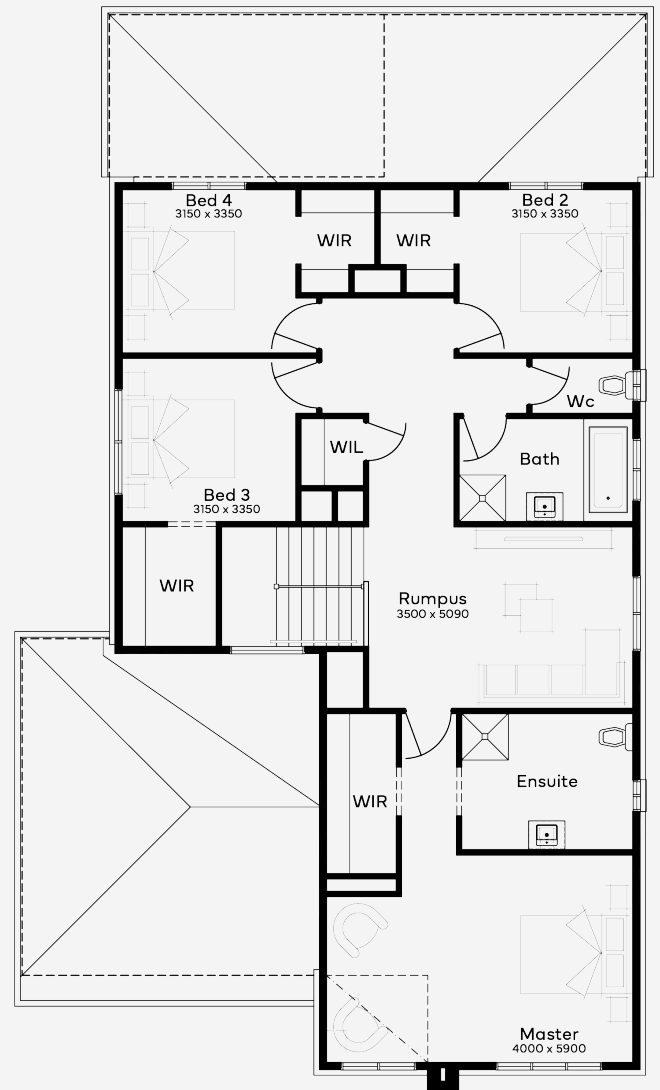 Bed 4
3150 x 3350
Bed 2
3150 x 3350
WIR
WIR
Wc
WIL
Bath
Bed 3
3150 x 3350
WIR
Rumpus
3500 x 5090
Ensuite
WIR
Master
4000 x 5900